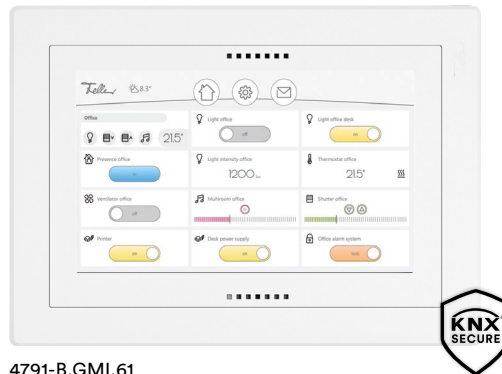 Feller 8.3°
Office
21.5°
Light office
off
Light office desk
on
Presence office
Light intensity office
1200 lux
Thermostat office
21.5°
Ventilator office
off
Multiroom office
Shutter office
Printer
on
Desk power supply
on
Office alarm system
KNX
SECURE
4791-B.GML.61